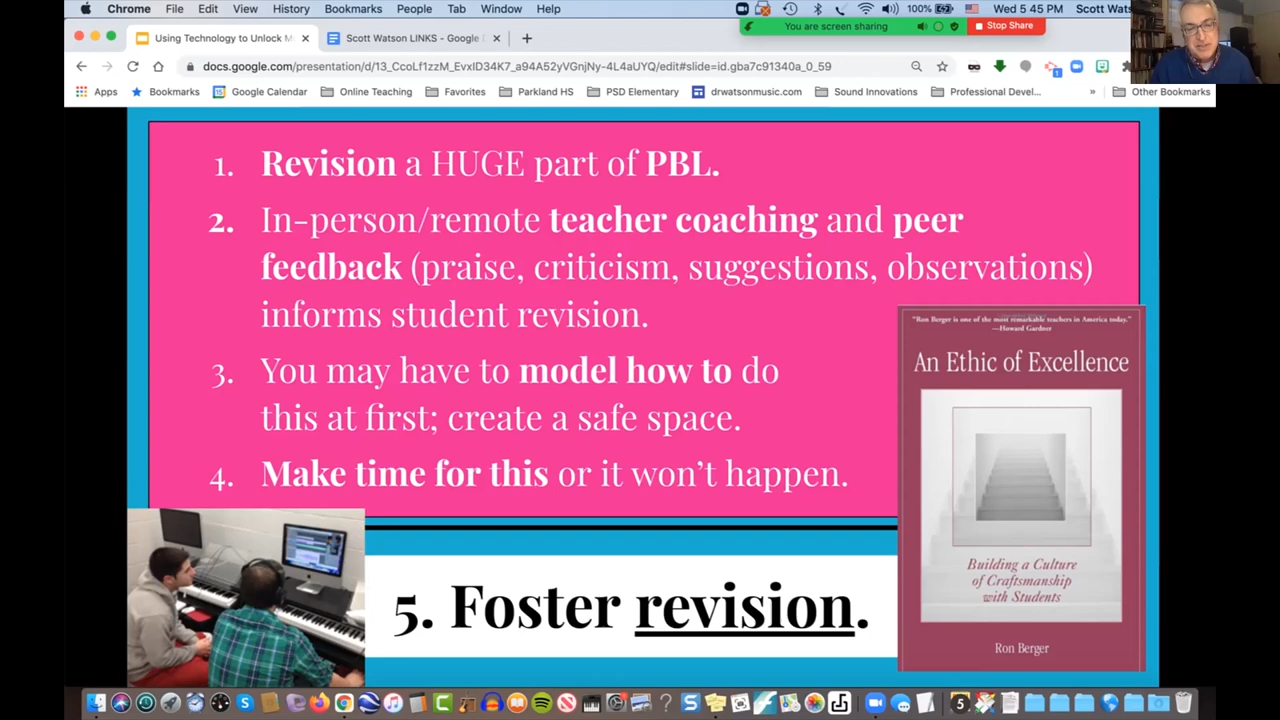 Chrome File Edit View History Bookmarks People Tab Window Help
100% Wed 5:45 PM Scott Wat
You are screen sharing Stop Share
Using Technology to Unlock M
Scott Watson LINKS - Google
docs.google.com/presentation/d/13_CcoLf1zzM_EvxID34K7_a94A52yVGnjNy-4L4aUYQ/edit#slide=id.gba7c91340a_0_59
Apps Bookmarks Google Calendar Online Teaching Favorites Parkland HS PSD Elementary drwatsonmusic.com Sound Innovations Professional Devel... » Other Bookmarks
1. Revision a HUGE part of PBL.
2. In-person/remote teacher coaching and peer
feedback (praise, criticism, suggestions, observations)
informs student revision.
3. You may have to model how to do
this at first; create a safe space.
4. Make time for this or it won't happen.
"Ron Berger is one of the most remarkable teachers in America today."
—Howard Gardner
An Ethic of Excellence
Building a Culture
of Craftsmanship
with Students
Ron Berger
5. Foster revision.